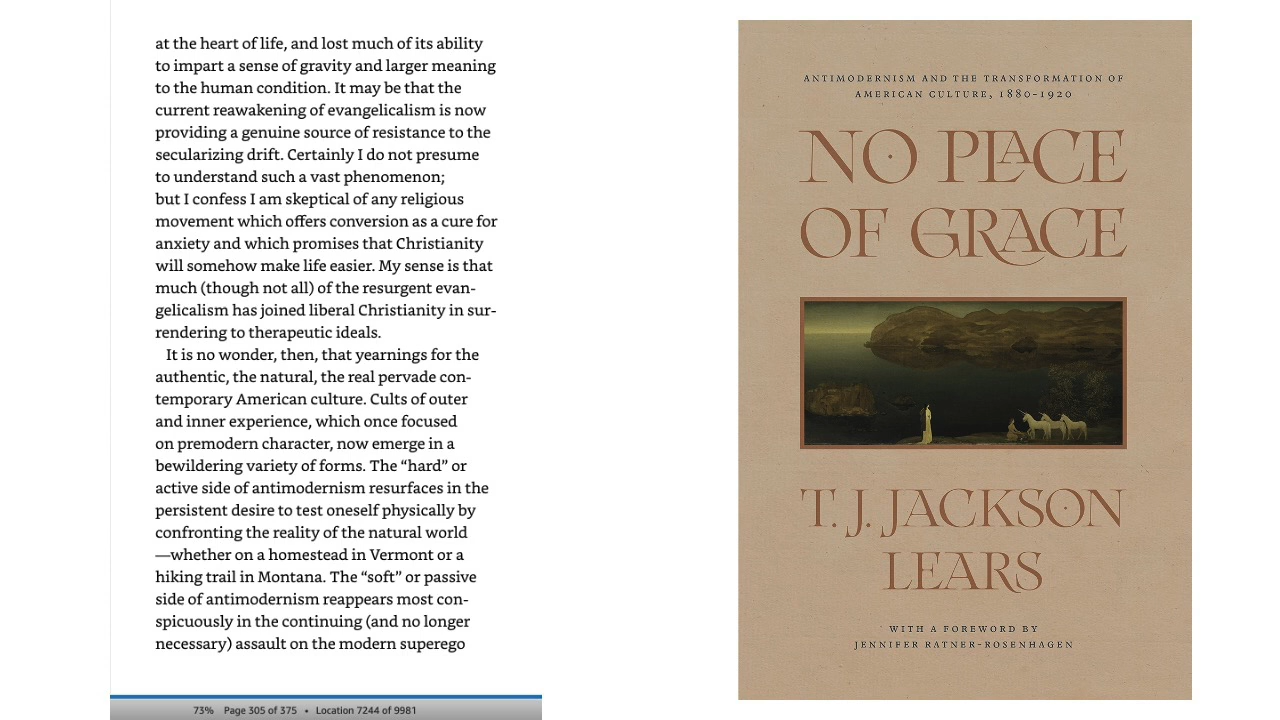 at the heart of life, and lost much of its ability
to impart a sense of gravity and larger meaning
to the human condition. It may be that the
current reawakening of evangelicalism is now
providing a genuine source of resistance to the
secularizing drift. Certainly I do not presume
to understand such a vast phenomenon;
but I confess I am skeptical of any religious
movement which offers conversion as a cure for
anxiety and which promises that Christianity
will somehow make life easier. My sense is that
much (though not all) of the resurgent evan-
gelicalism has joined liberal Christianity in sur-
rendering to therapeutic ideals.
It is no wonder, then, that yearnings for the
authentic, the natural, the real pervade con-
temporary American culture. Cults of outer
and inner experience, which once focused
on premodern character, now emerge in a
bewildering variety of forms. The “hard” or
active side of antimodernism resurfaces in the
persistent desire to test oneself physically by
confronting the reality of the natural world
—whether on a homestead in Vermont or a
hiking trail in Montana. The “soft” or passive
side of antimodernism reappears most con-
spicuously in the continuing (and no longer
necessary) assault on the modern superego
73% Page 305 of 375 • Location 7244 of 9981
ANTIMODERNISM AND THE TRANSFORMATION OF
AMERICAN CULTURE, 1880–1920
NO PLACE
OF GRACE
T. J. JACKSON
LEARS
WITH A FOREWORD BY
JENNIFER RATNER-ROSENHAGEN